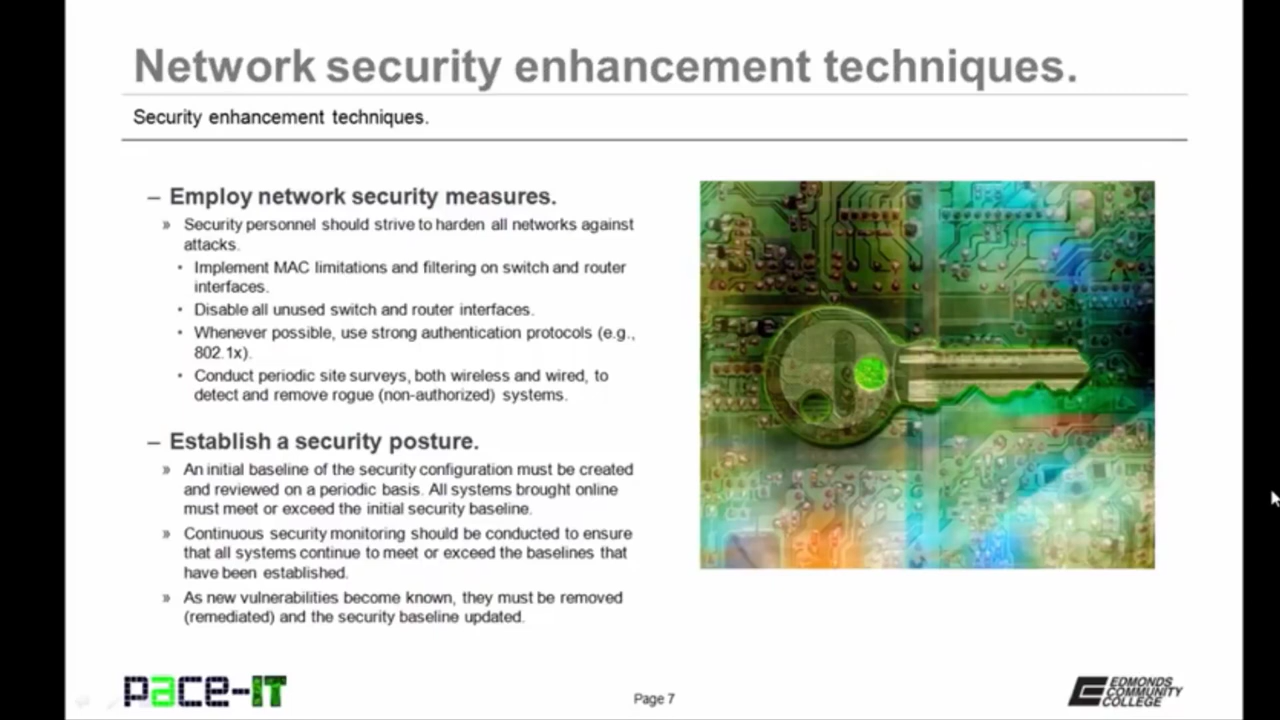 Network security enhancement techniques.
Security enhancement techniques.
– Employ network security measures.
» Security personnel should strive to harden all networks against
attacks.
• Implement MAC limitations and filtering on switch and router
interfaces.
• Disable all unused switch and router interfaces.
• Whenever possible, use strong authentication protocols (e.g.,
802.1x).
• Conduct periodic site surveys, both wireless and wired, to
detect and remove rogue (non-authorized) systems.
– Establish a security posture.
» An initial baseline of the security configuration must be created
and reviewed on a periodic basis. All systems brought online
must meet or exceed the initial security baseline.
» Continuous security monitoring should be conducted to ensure
that all systems continue to meet or exceed the baselines that
have been established.
» As new vulnerabilities become known, they must be removed
(remediated) and the security baseline updated.
pace-IT
Page 7
EDMONDS
COMMUNITY
COLLEGE